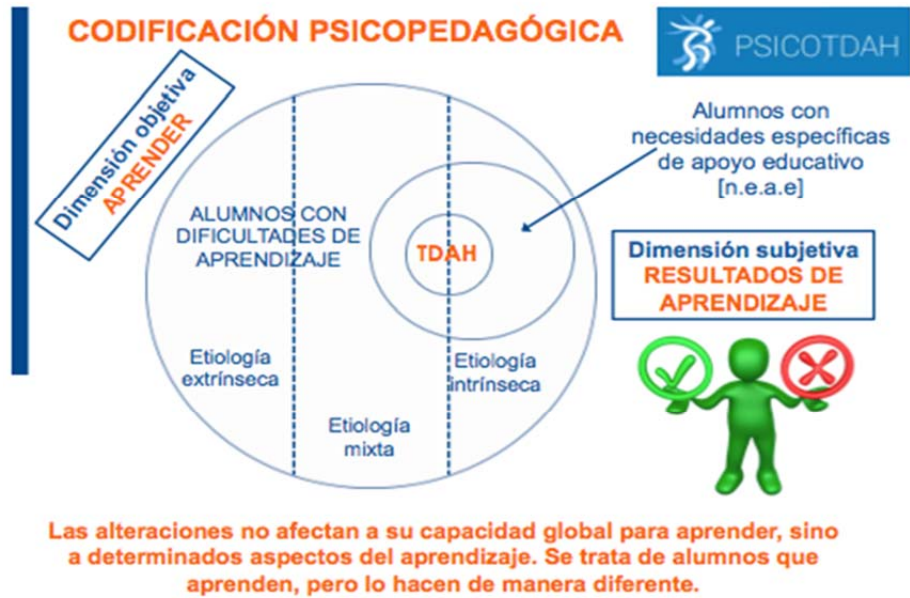 CODIFICACIÓN PSICOPEDAGÓGICA
PSICOTDAH
Dimensión objetiva
APRENDER
Alumnos con
necesidades específicas
de apoyo educativo
[n.e.a.e]
ALUMNOS CON
DIFICULTADES DE
APRENDIZAJE
TDAH
Dimensión subjetiva
RESULTADOS DE
APRENDIZAJE
Etiología
extrínseca
Etiología
mixta
Etiología
intrínseca
Las alteraciones no afectan a su capacidad global para aprender, sino
a determinados aspectos del aprendizaje. Se trata de alumnos que
aprenden, pero lo hacen de manera diferente.